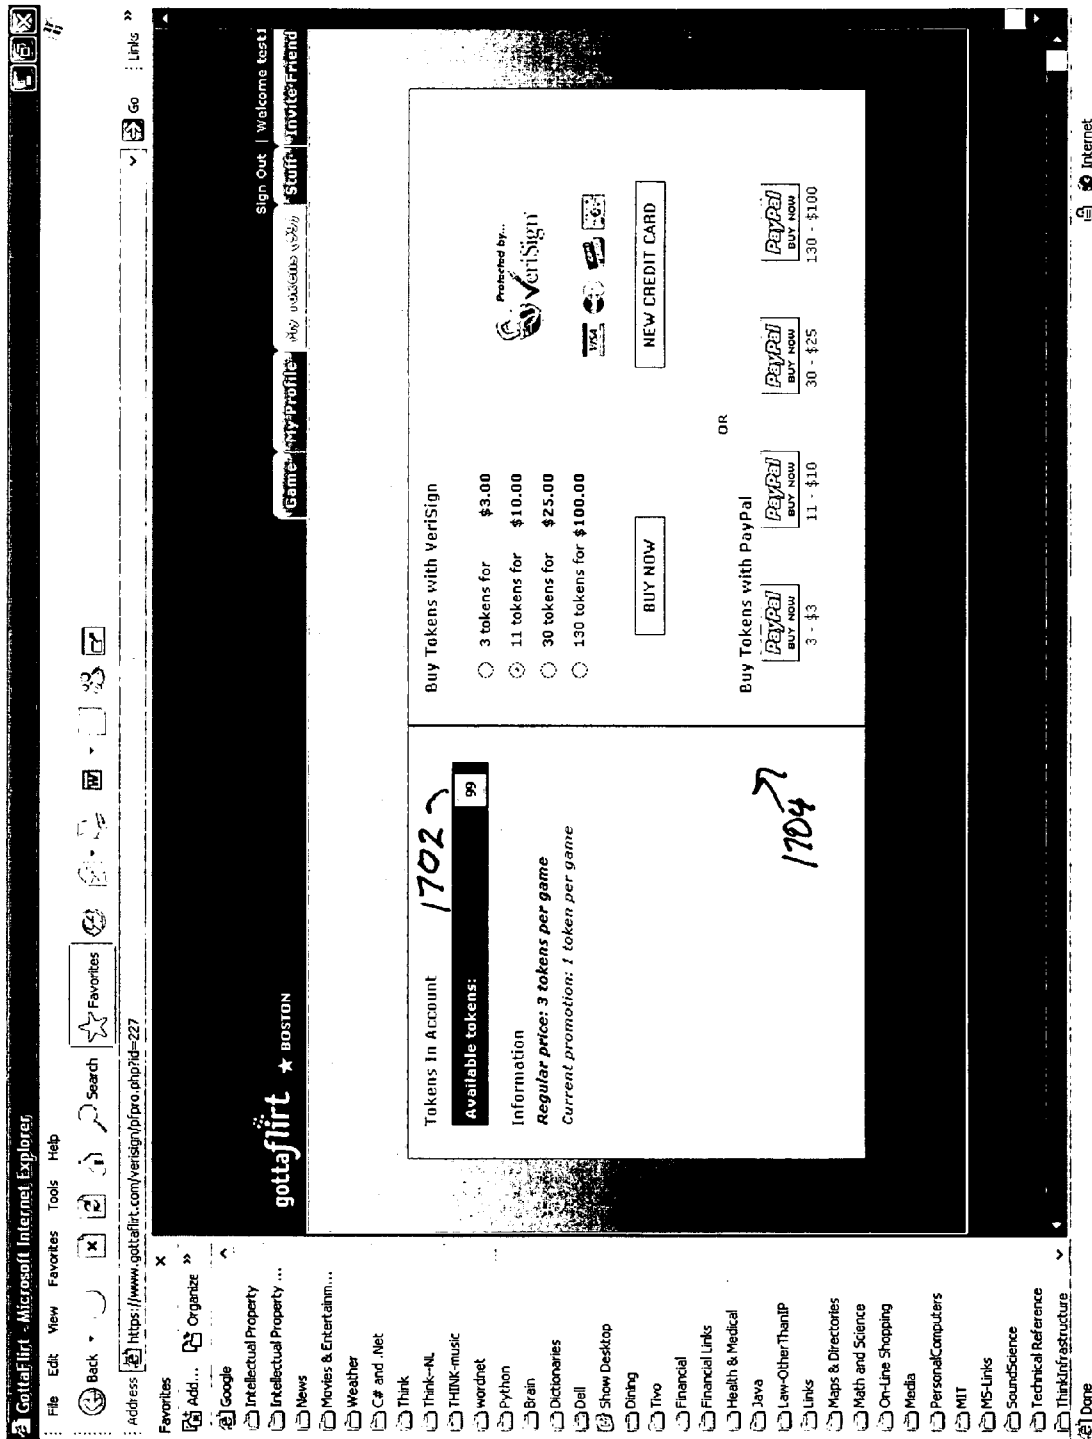 GottaFlirt - Microsoft Internet Explorer
File Edit View Favorites Tools Help
Back Search Favorites
Address https://www.gottaflirt.com/verisign/pfpro.php?id=227 Go Links »
Favorites ×
Add... Organize »
Google
Intellectual Property
Intellectual Property ...
News
Movies & Entertainm...
Weather
C# and .Net
Think
Think-NL
THINK-music
wordnet
Python
Brain
Dictionaries
Dell
Show Desktop
Dining
Tivo
Financial
Financial Links
Health & Medical
Java
Law-OtherThanIP
Links
Maps & Directories
Math and Science
On-Line Shopping
Media
PersonalComputers
MIT
MS-Links
SoundScience
Technical Reference
ThinkInfrastructure
gottaflirt ★ BOSTON
Sign Out | Welcome test1
Game My Profile My Tokens (99) Stuff Invite Friend
Tokens In Account
1702
Available tokens: 99
Information
Regular price: 3 tokens per game
Current promotion: 1 token per game
1704
Buy Tokens with VeriSign
3 tokens for $3.00
11 tokens for $10.00
30 tokens for $25.00
130 tokens for $100.00
Protected by...
VeriSign
VISA
BUY NOW
NEW CREDIT CARD
OR
Buy Tokens with PayPal
PayPal BUY NOW PayPal BUY NOW PayPal BUY NOW PayPal BUY NOW
3 - $3 11 - $10 30 - $25 130 - $100
Done Internet